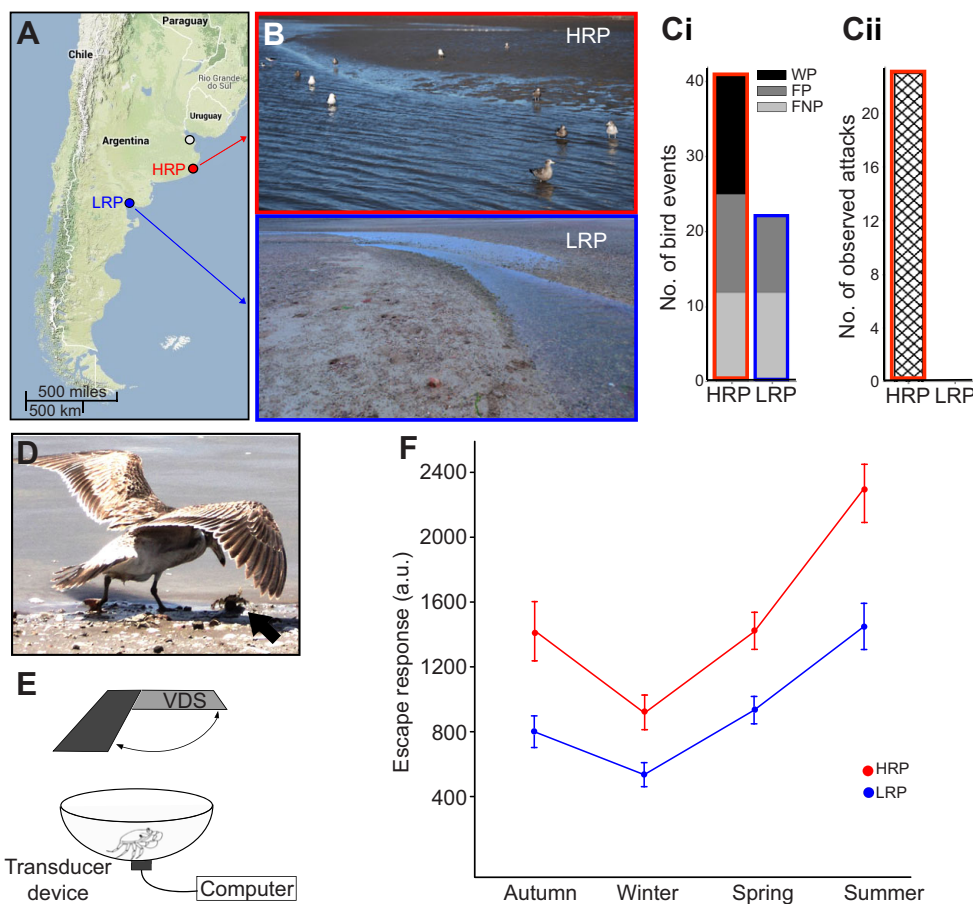 A
Paraguay
Chile
Rio Grande
do Sul
Uruguay
Argentina
HRP
LRP
500 miles
500 km
B
HRP
LRP
Ci
No. of bird events
40
30
20
10
0
WP
FP
FNP
HRP LRP
Cii
No. of observed attacks
20
16
12
8
4
0
HRP LRP
D
E
VDS
Transducer
device
Computer
F
Escape response (a.u.)
2400
2000
1600
1200
800
400
HRP
LRP
Autumn Winter Spring Summer